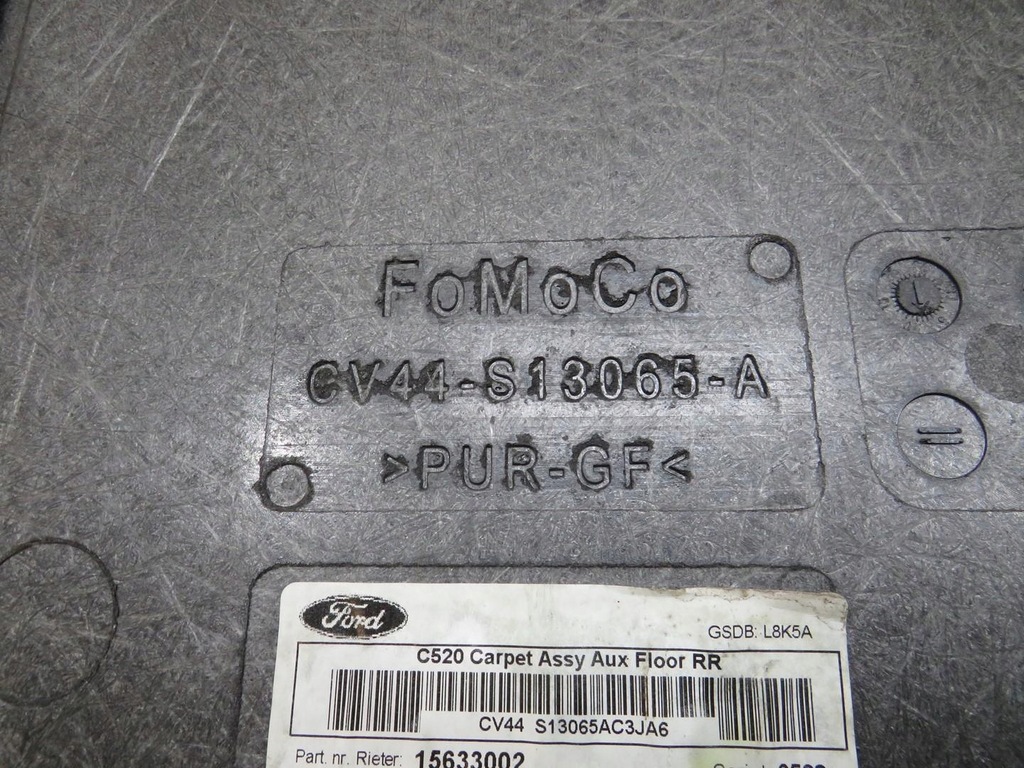 FoMoCo
CV44-S13065-A
>PUR-GF<
Ford
GSDB: L8K5A
C520 Carpet Assy Aux Floor RR
CV44 S13065AC3JA6
Part. nr. Rieter: 15633002